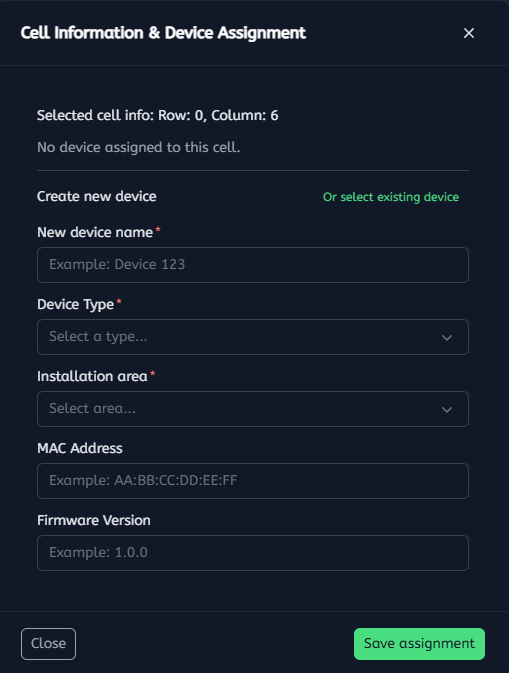 Cell Information & Device Assignment
Selected cell info: Row: 0, Column: 6
No device assigned to this cell.
Create new device
Or select existing device
New device name*
Example: Device 123
Device Type*
Select a type...
Installation area*
Select area...
MAC Address
Example: AA:BB:CC:DD:EE:FF
Firmware Version
Example: 1.0.0
Close
Save assignment